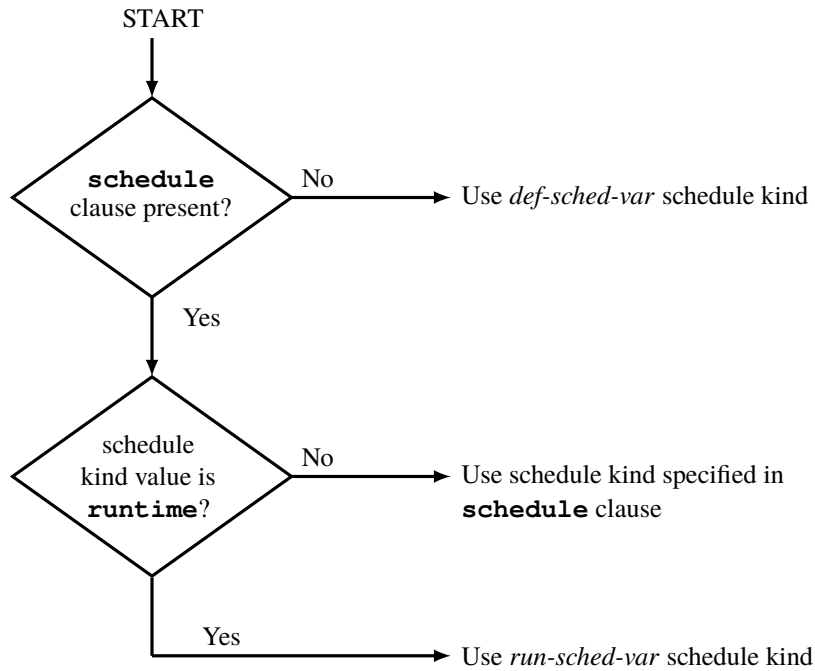 START
schedule
clause present?
No
Use def-sched-var schedule kind
Yes
schedule
kind value is
runtime?
No
Use schedule kind specified in
schedule clause
Yes
Use run-sched-var schedule kind